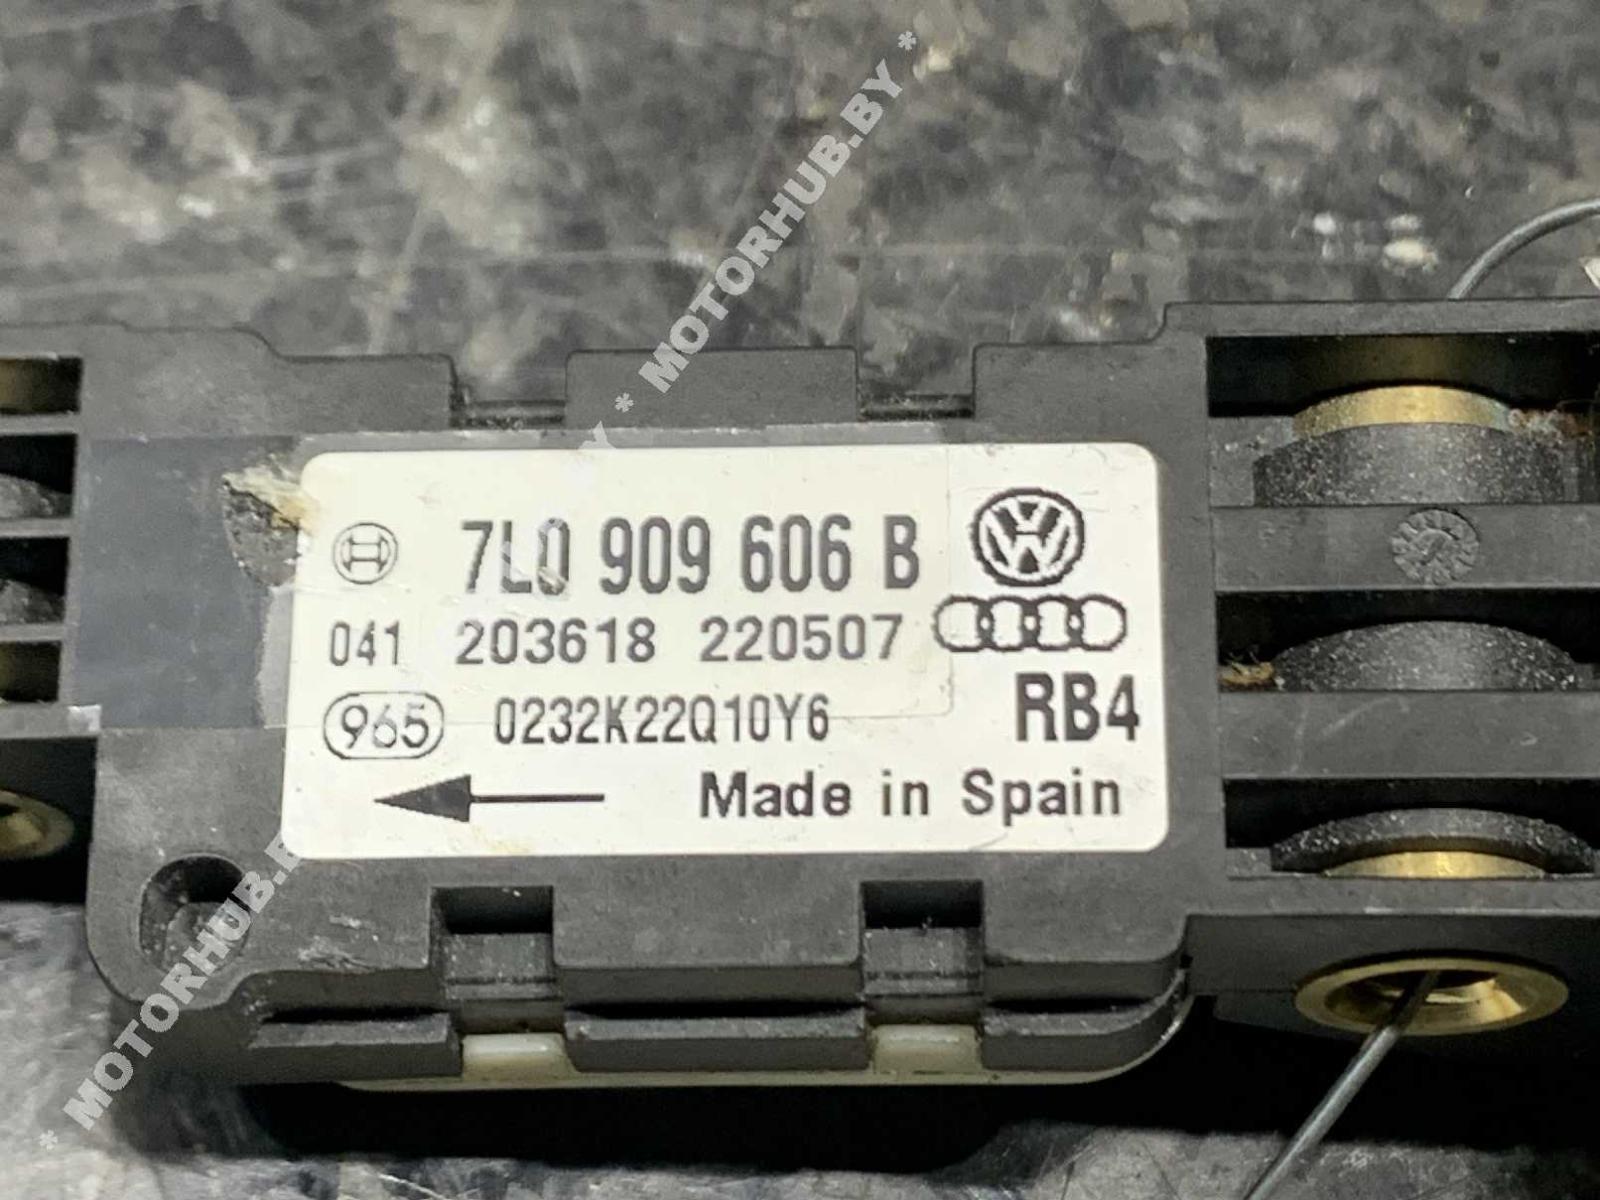 7L0 909 606 B
041 203618 220507
965 0232K22Q10Y6 RB4
Made in Spain
* MOTORHUB.BY * MOTORHUB.BY *